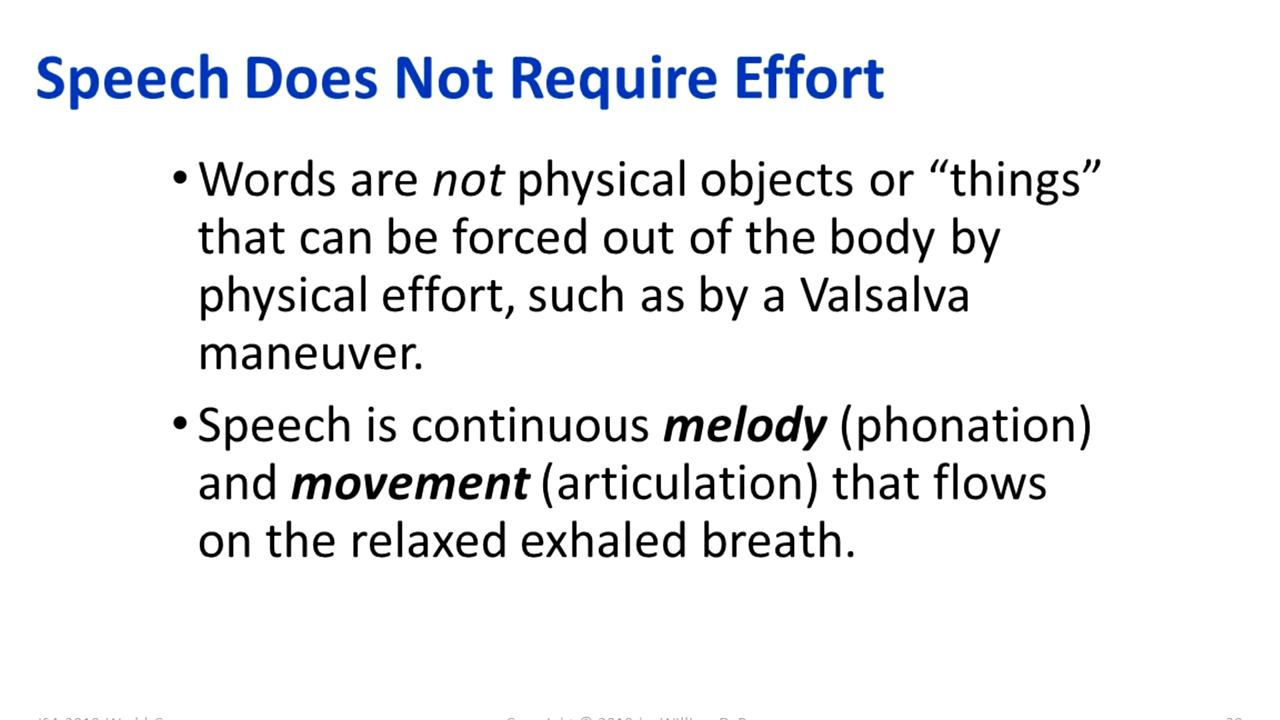 Speech Does Not Require Effort
• Words are not physical objects or “things”
that can be forced out of the body by
physical effort, such as by a Valsalva
maneuver.
• Speech is continuous melody (phonation)
and movement (articulation) that flows
on the relaxed exhaled breath.